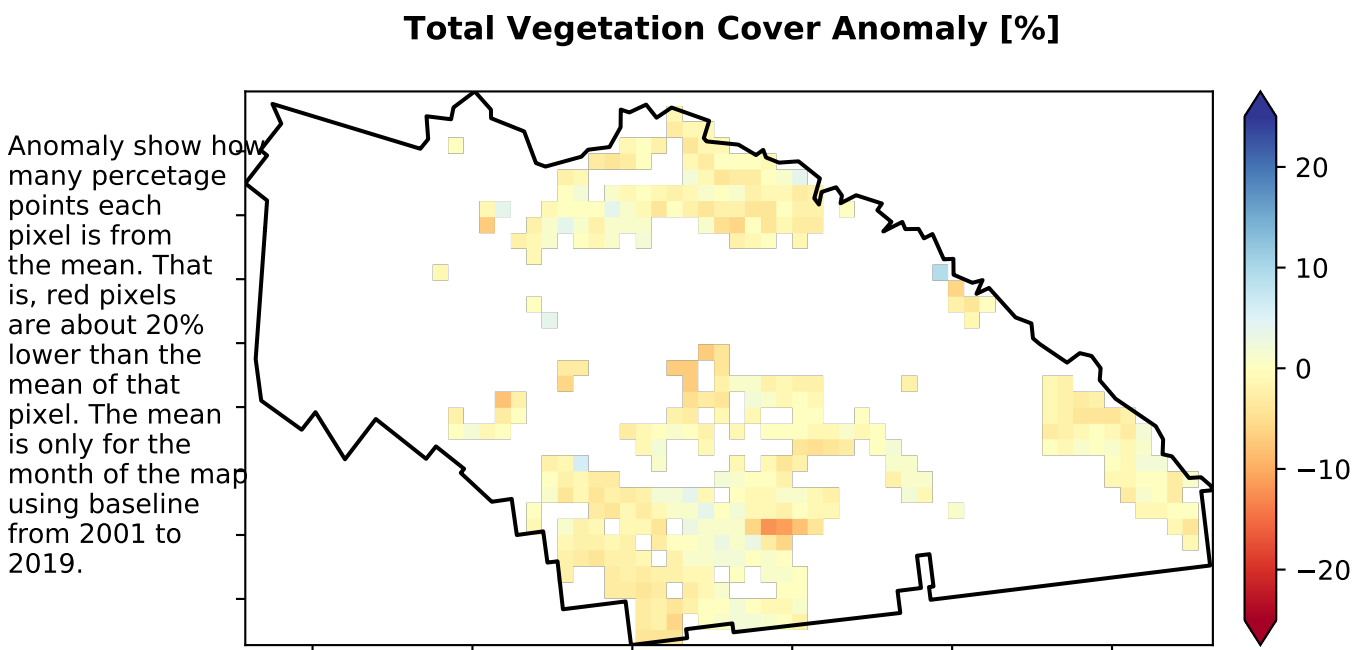 Total Vegetation Cover Anomaly [%]
Anomaly show how
many percetage
points each
pixel is from
the mean. That
is, red pixels
are about 20%
lower than the
mean of that
pixel. The mean
is only for the
month of the map
using baseline
from 2001 to
2019.
20
10
0
−10
−20